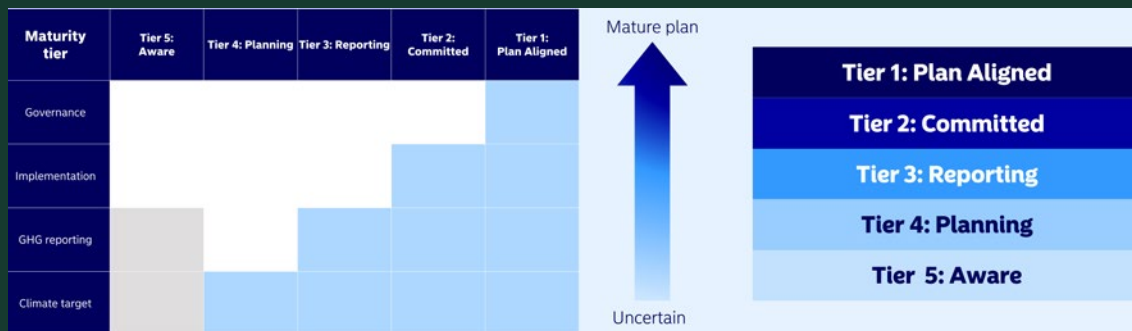 Maturity
tier
Tier 5:
Aware
Tier 4: Planning
Tier 3: Reporting
Tier 2:
Committed
Tier 1:
Plan Aligned
Governance
Implementation
GHG reporting
Climate target
Mature plan
Uncertain
Tier 1: Plan Aligned
Tier 2: Committed
Tier 3: Reporting
Tier 4: Planning
Tier 5: Aware